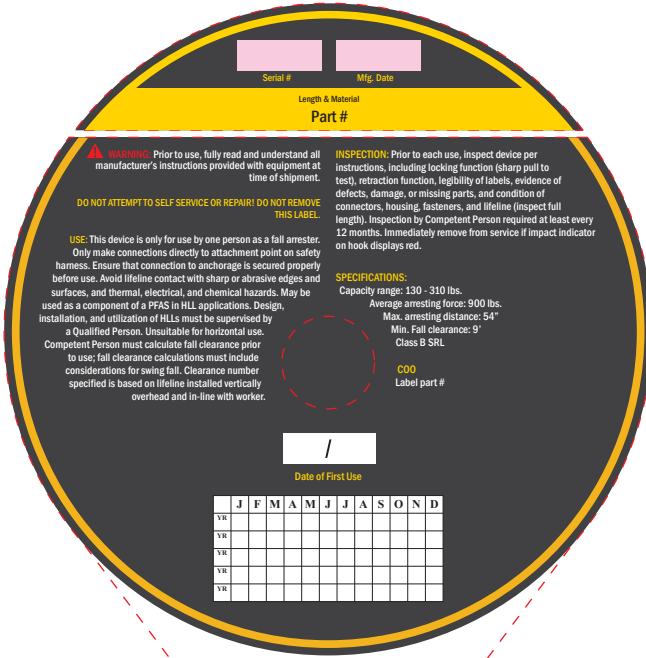 Serial #
Mfg. Date
Length & Material
Part #
WARNING: Prior to use, fully read and understand all
manufacturer's instructions provided with equipment at
time of shipment.
DO NOT ATTEMPT TO SELF SERVICE OR REPAIR! DO NOT REMOVE
THIS LABEL.
USE: This device is only for use by one person as a fall arrester.
Only make connections directly to attachment point on safety
harness. Ensure that connection to anchorage is secured properly
before use. Avoid lifeline contact with sharp or abrasive edges and
surfaces, and thermal, electrical, and chemical hazards. May be
used as a component of a PFAS in HLL applications. Design,
installation, and utilization of HLLs must be supervised by
a Qualified Person. Unsuitable for horizontal use.
Competent Person must calculate fall clearance prior
to use; fall clearance calculations must include
considerations for swing fall. Clearance number
specified is based on lifeline installed vertically
overhead and in-line with worker.
INSPECTION: Prior to each use, inspect device per
instructions, including locking function (sharp pull to
test), retraction function, legibility of labels, evidence of
defects, damage, or missing parts, and condition of
connectors, housing, fasteners, and lifeline (inspect full
length). Inspection by Competent Person required at least every
12 months. Immediately remove from service if impact indicator
on hook displays red.
SPECIFICATIONS:
Capacity range: 130 - 310 lbs.
Average arresting force: 900 lbs.
Max. arresting distance: 54”
Min. Fall clearance: 9’
Class B SRL
COO
Label part #
/
Date of First Use
J F M A M J J A S O N D
YR
YR
YR
YR
YR